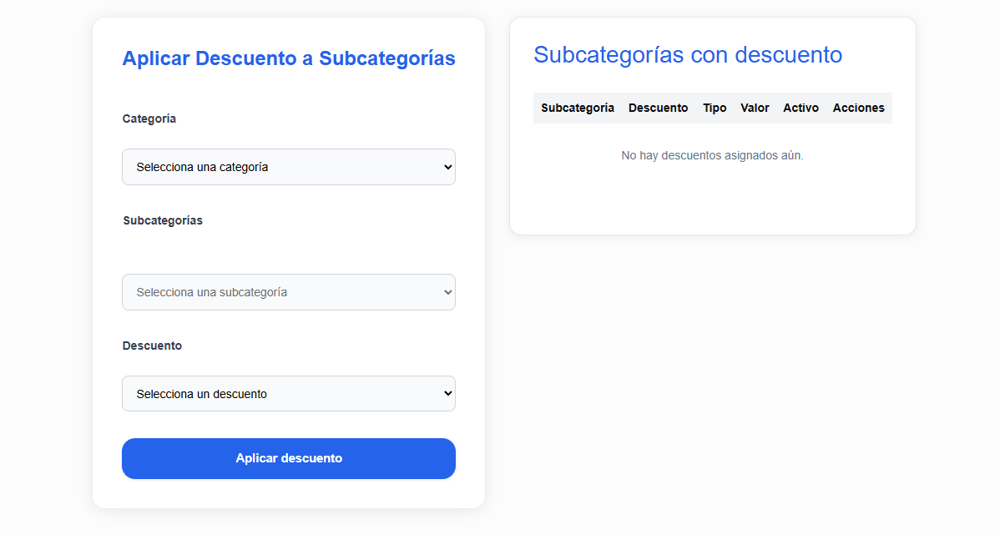 Aplicar Descuento a Subcategorías
Categoría
Selecciona una categoría
Subcategorías
Selecciona una subcategoría
Descuento
Selecciona un descuento
Aplicar descuento
Subcategorías con descuento
Subcategoría Descuento Tipo Valor Activo Acciones
No hay descuentos asignados aún.